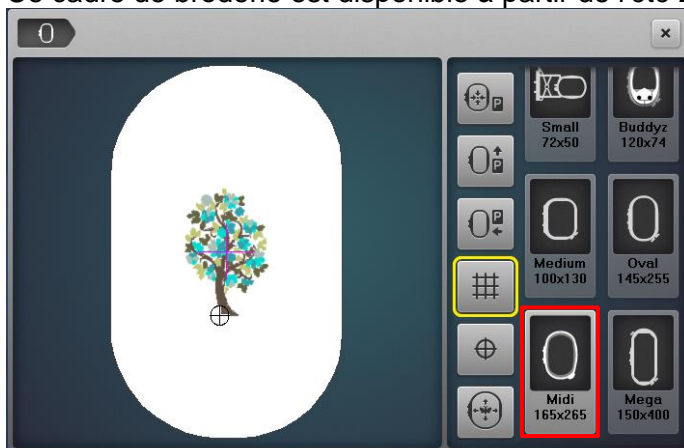 Ce cadre de broderie est disponible à partir de l'été
Small
72x50
Buddyz
120x74
P
P
P
Medium
100x130
Oval
145x255
Midi
165x265
Mega
150x400